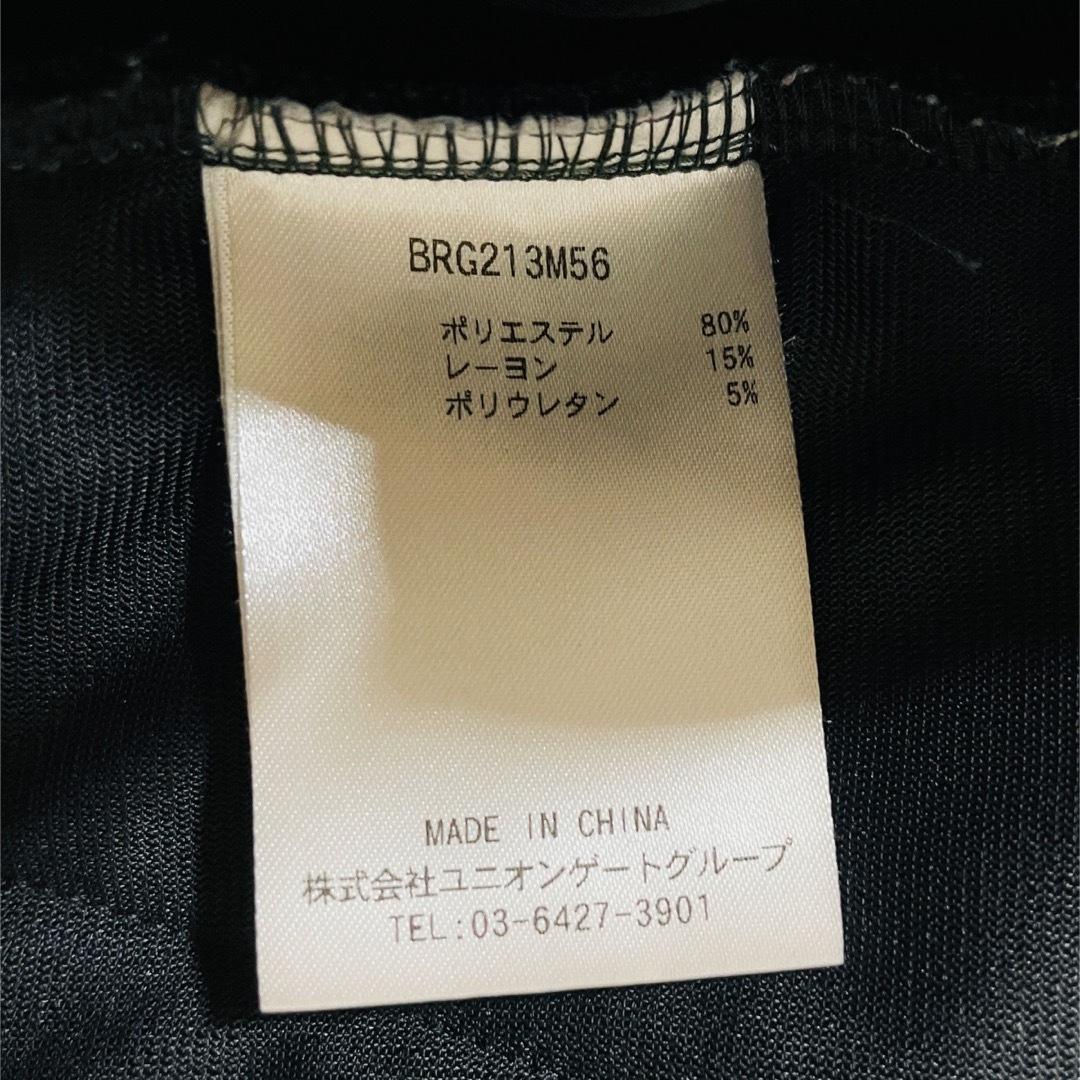 BRG213M56
ポリエステル 80%
レーヨン 15%
ポリウレタン 5%
MADE IN CHINA
株式会社ユニオンゲートグループ
TEL:03-6427-3901